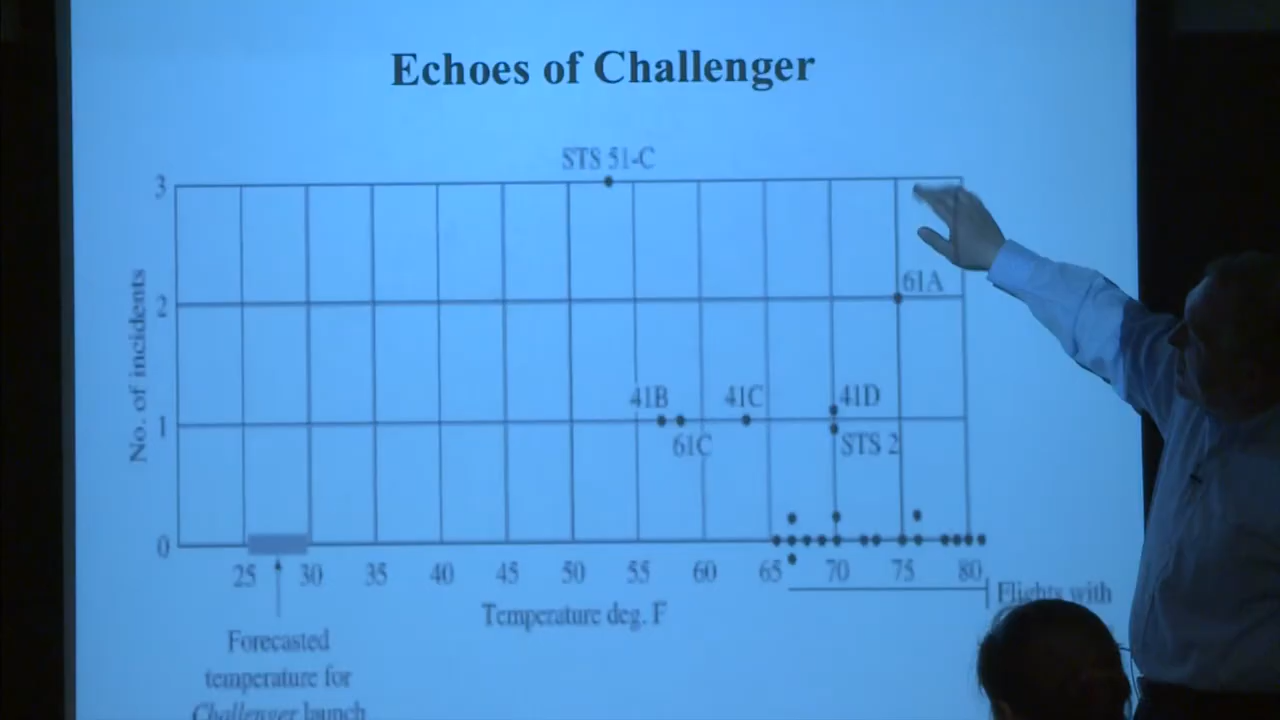 Echoes of Challenger
STS 51-C
3
61A
2
No. of incidents
41B 41C 41D
1
61C STS 2
0
25 30 35 40 45 50 55 60 65 70 75 80
Flights with
Temperature deg. F
Forecasted
temperature for
Challenger launch